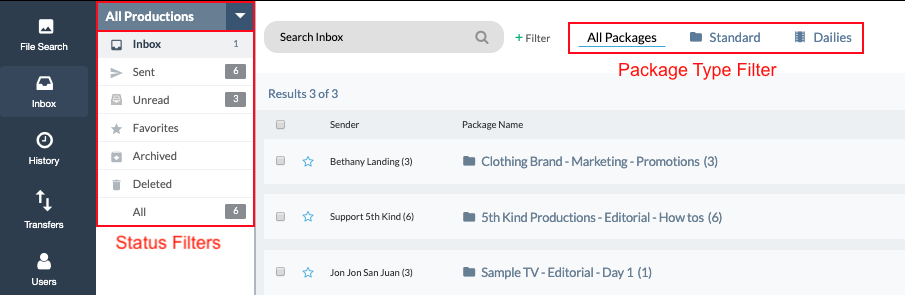 File Search
Inbox
History
Transfers
Users
All Productions
Inbox 1
Sent 6
Unread 3
Favorites
Archived
Deleted
All 6
Status Filters
Search Inbox
+ Filter
All Packages Standard Dailies
Package Type Filter
Results 3 of 3
Sender Package Name
Bethany Landing (3) Clothing Brand - Marketing - Promotions (3)
Support 5th Kind (6) 5th Kind Productions - Editorial - How tos (6)
Jon Jon San Juan (3) Sample TV - Editorial - Day 1 (1)